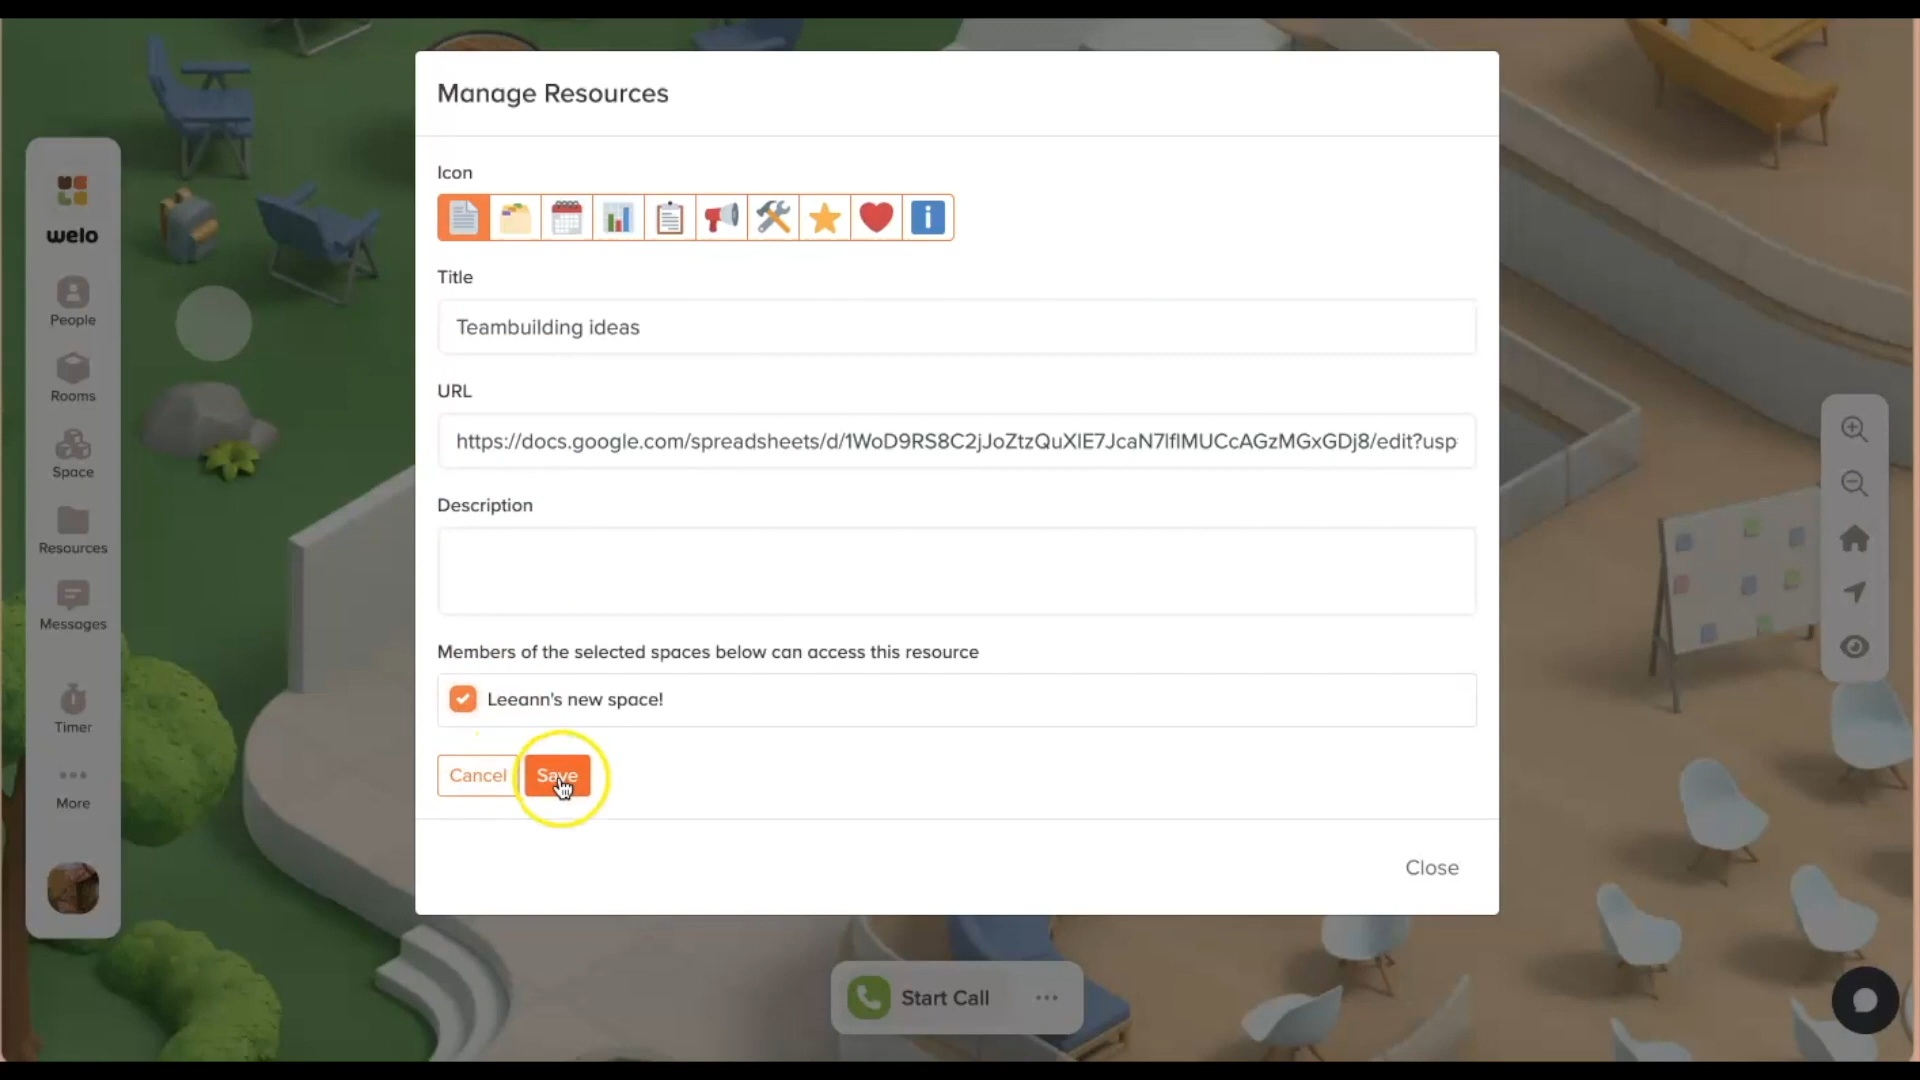 Manage Resources
Icon
Title
Teambuilding ideas
URL
https://docs.google.com/spreadsheets/d/1WoD9RS8C2jJoZtzQuXlE7JcaN7lflMUCcAGzMGxGDj8/edit?usp
Description
Members of the selected spaces below can access this resource
Leeann's new space!
Cancel
Save
Close
welo
People
Rooms
Space
Resources
Messages
Timer
More
Start Call